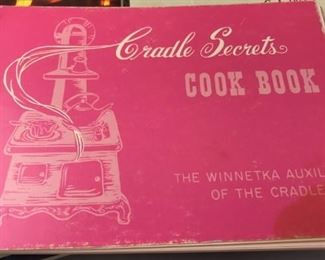 Cradle Secrets
COOK BOOK
THE WINNETKA AUXIL
OF THE CRADLE